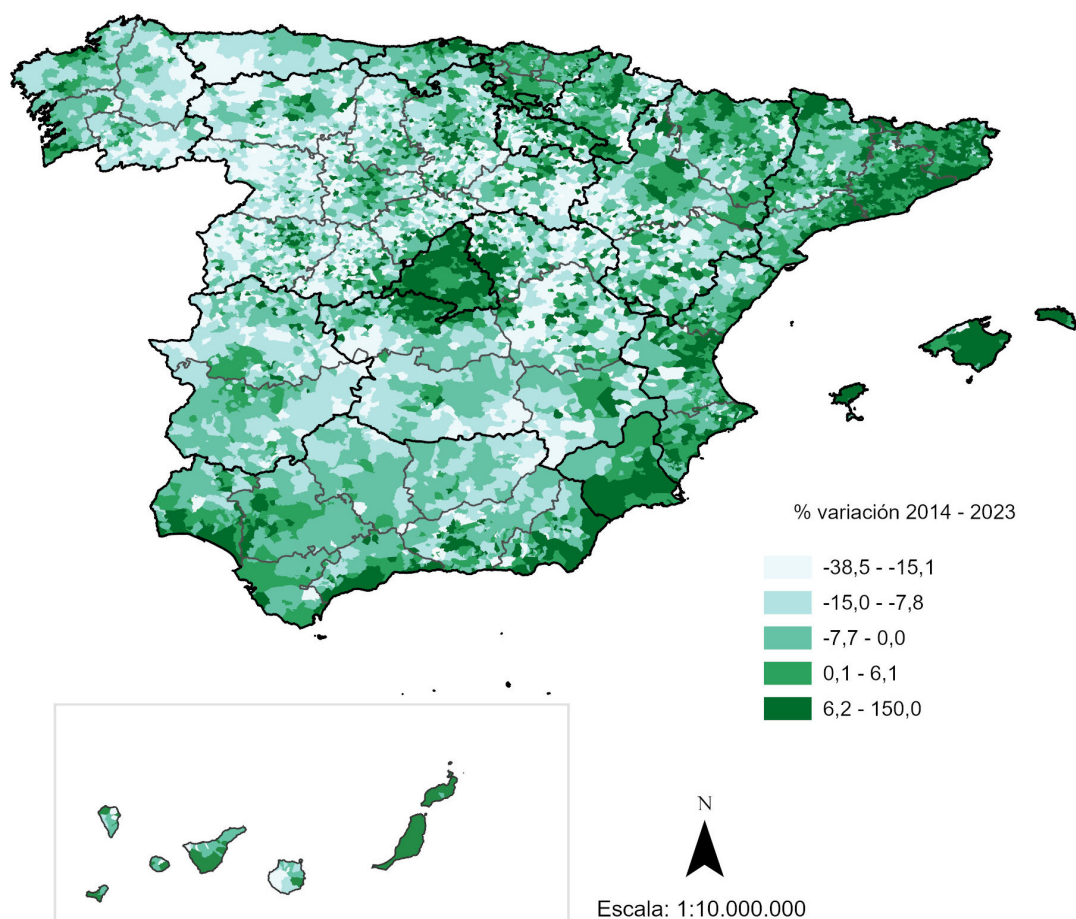 % variación 2014 - 2023
-38,5 - -15,1
-15,0 - -7,8
-7,7 - 0,0
0,1 - 6,1
6,2 - 150,0
N
Escala: 1:10.000.000